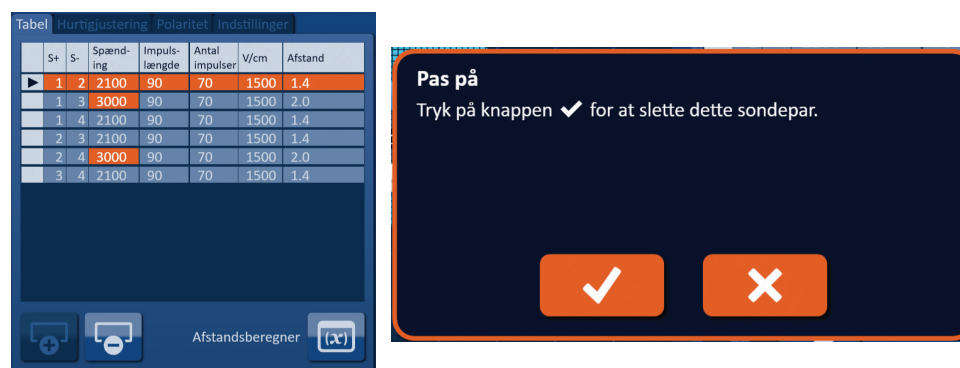 Tabel Hurtigjustering Polaritet Indstillinger
S+ S- Spænd- Impuls- Antal V/cm Afstand
ing længde impulser
1 2 2100 90 70 1500 1.4
1 3 3000 90 70 1500 2.0
1 4 2100 90 70 1500 1.4
2 3 2100 90 70 1500 1.4
2 4 3000 90 70 1500 2.0
3 4 2100 90 70 1500 1.4
Afstandsberegner (x)
Pas på
Tryk på knappen ✔ for at slette dette sondepar.